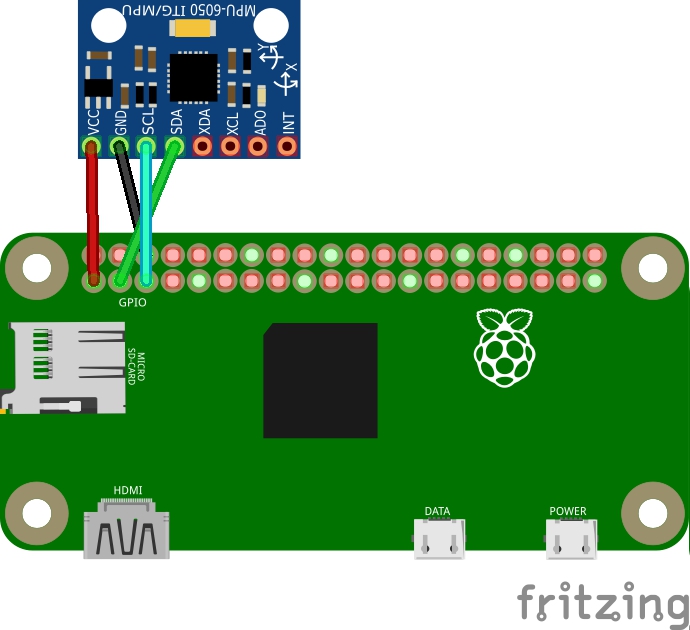 MPU-6050 ITG/MPU
Y
X
VCC
GND
SCL
SDA
XDA
XCL
ADO
INT
GPIO
MICRO
SD-CARD
HDMI
DATA
POWER
fritzing